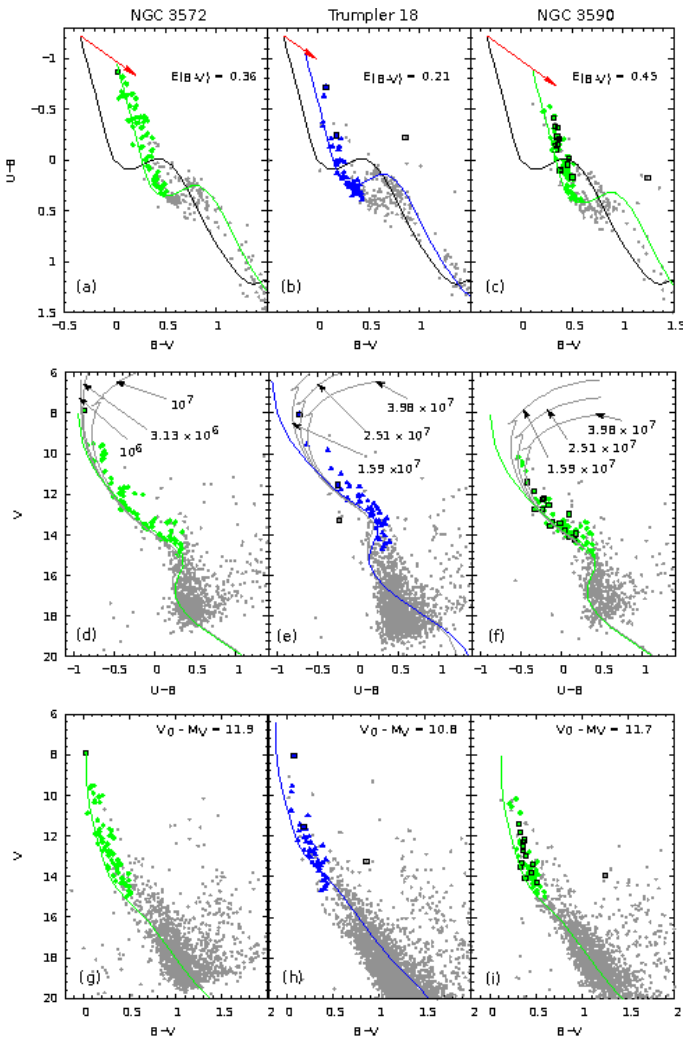 NGC 3572 Trumpler 18 NGC 3590
E(B-V) = 0.36 E(B-V) = 0.21 E(B-V) = 0.45
-1
-0.5
0
0.5
1
1.5
U-B
(a) (b) (c)
-0.5 0 0.5 1 0 0.5 1 0 0.5 1 1.5
B-V B-V B-V
6
8
10
12
14
16
18
20
V
10^7 3.98 x 10^7 3.98 x 10^7
3.13 x 10^6 2.51 x 10^7 2.51 x 10^7
10^6 1.59 x 10^7 1.59 x 10^7
(d) (e) (f)
-1 -0.5 0 0.5 1 -1 -0.5 0 0.5 1 -1 -0.5 0 0.5 1
U-B U-B U-B
V0 - MV = 11.9 V0 - MV = 10.8 V0 - MV = 11.7
6
8
10
12
14
16
18
20
V
(g) (h) (i)
0 0.5 1 1.5 2 0 0.5 1 1.5 2 0 0.5 1 1.5 2
B-V B-V B-V